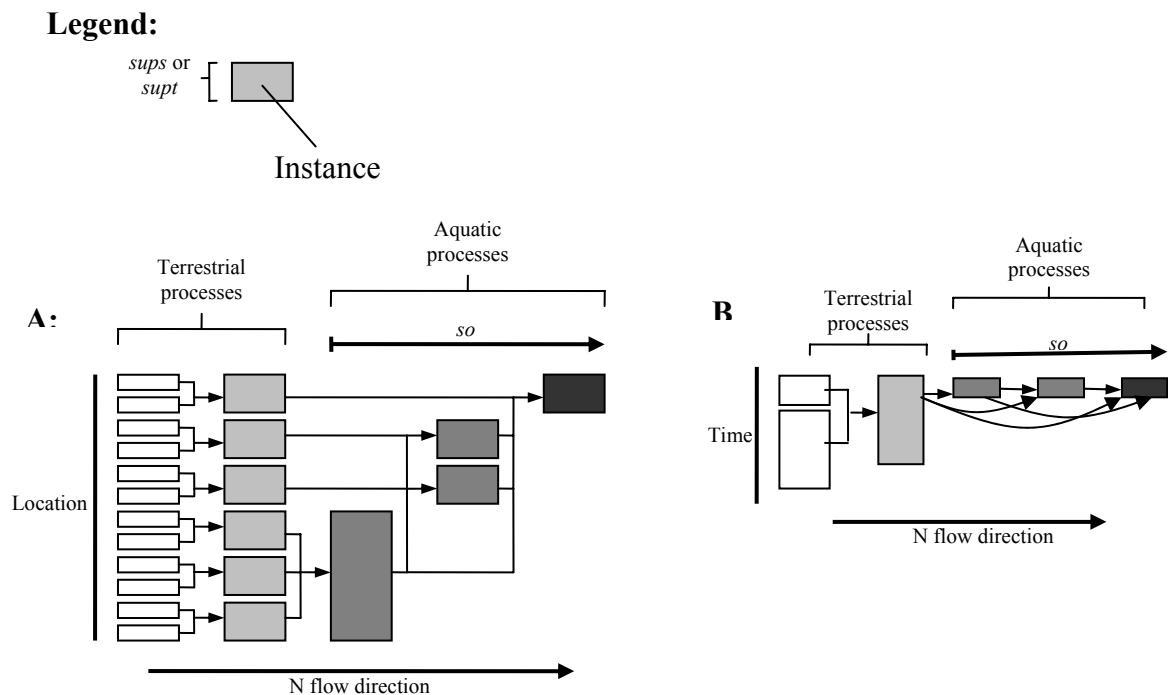 Legend:
sups or
supt
Instance
Aquatic
processes
Terrestrial
processes
A:
so
Location
N flow direction
Aquatic
processes
B
Terrestrial
processes
so
Time
N flow direction